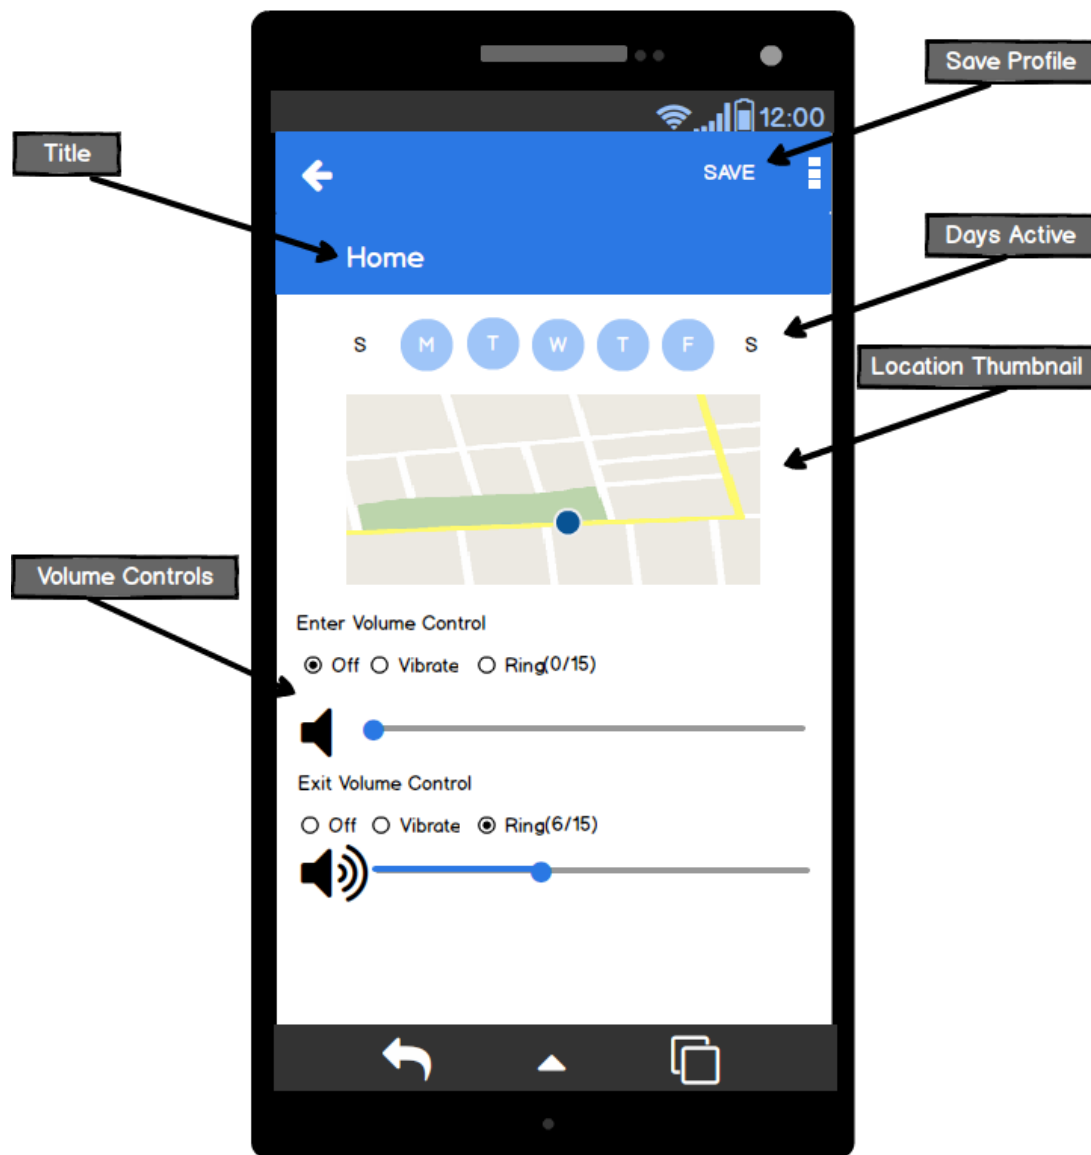 Save Profile
12:00
Title
SAVE
Days Active
Home
S M T W T F S
Location Thumbnail
Volume Controls
Enter Volume Control
Off Vibrate Ring(0/15)
Exit Volume Control
Off Vibrate Ring(6/15)